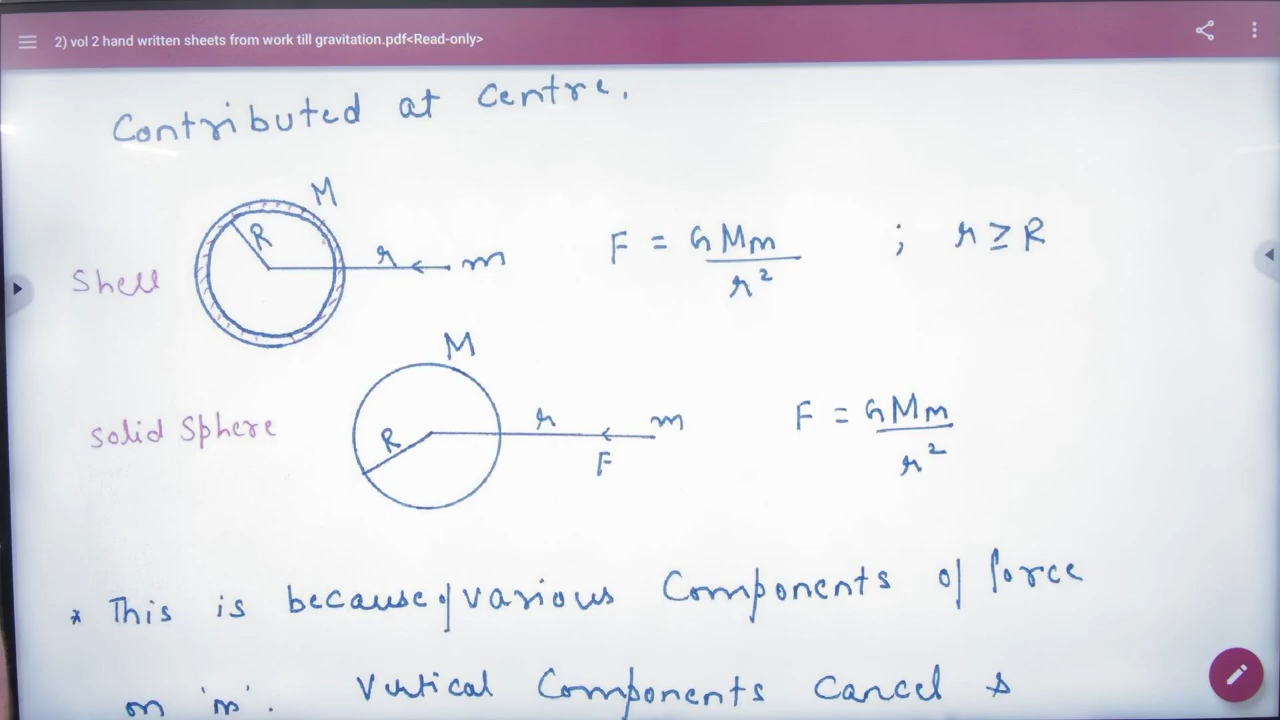 2) vol 2 hand written sheets from work till gravitation.pdf<Read-only>
Contributed at centre.
M
R
Shell
r
m
F = GMm / r² ; r ≥ R
M
Solid Sphere
R
r
m
F
F = GMm / r²
* This is because of various Components of force
on 'm'. Vertical Components cancel &